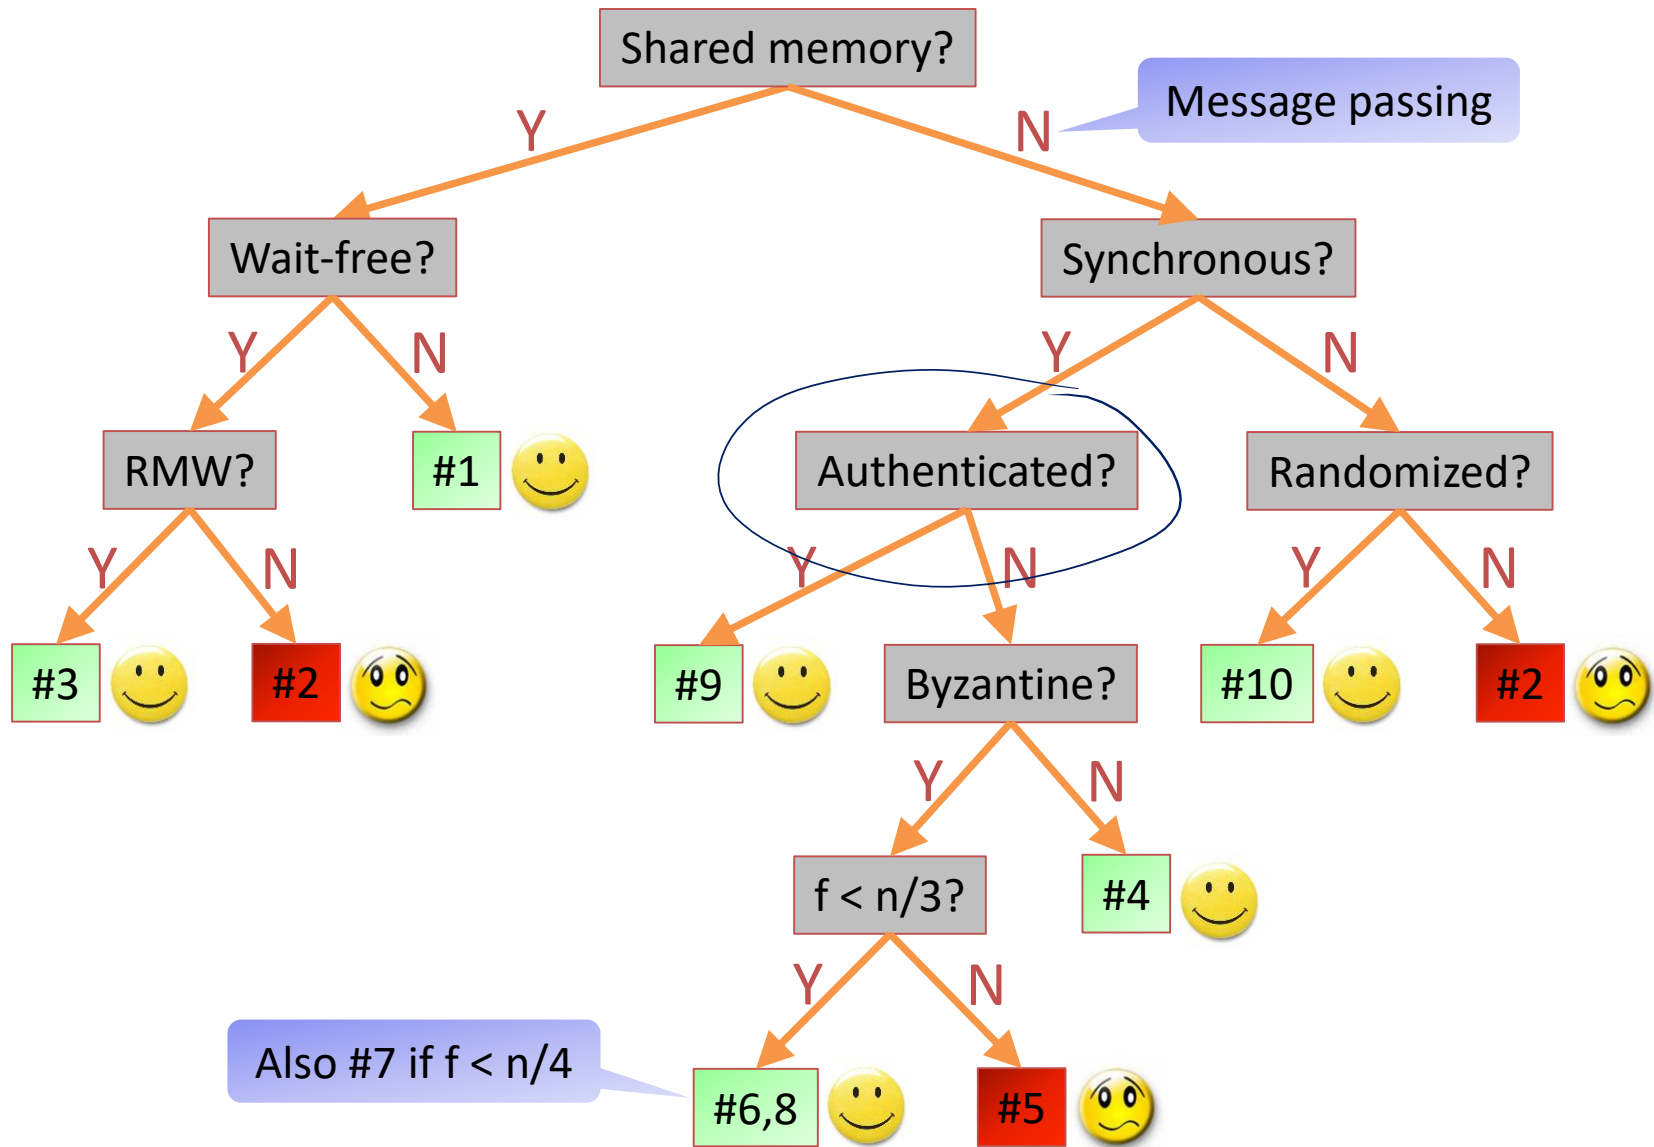 Shared memory?
Message passing
Y
N
Wait-free?
Synchronous?
Y
N
Y
N
RMW?
#1
Authenticated?
Randomized?
Y
N
Y
N
Y
N
#3
#2
#9
Byzantine?
#10
#2
Y
N
f < n/3?
#4
Y
N
Also #7 if f < n/4
#6,8
#5